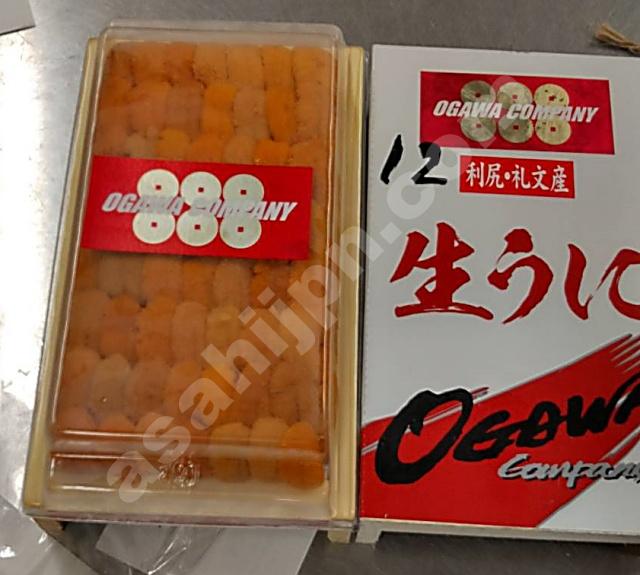 OGAWA COMPANY
OGAWA COMPANY
12
利尻・礼文産
生うに
OGAWA
Company
asahijpn.com